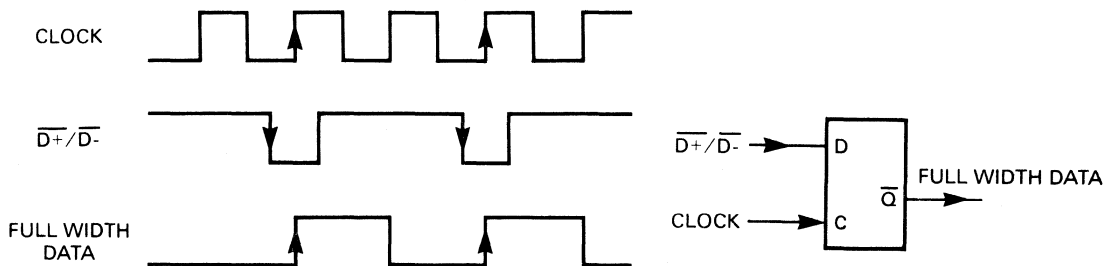 CLOCK
D+/D-
FULL WIDTH
DATA
D+/D-
D
CLOCK
C
Q
FULL WIDTH DATA